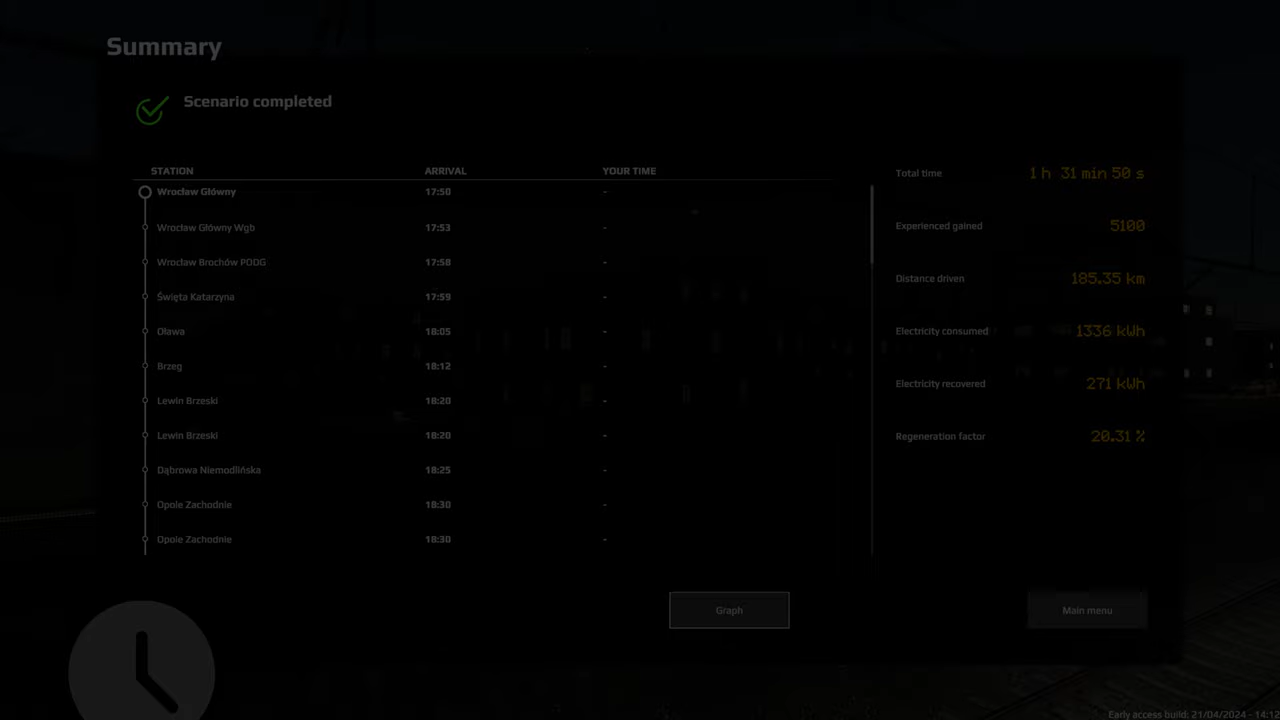 Summary
Scenario completed
STATION ARRIVAL YOUR TIME
Wrocław Główny 17:50 -
Wrocław Główny Wgb 17:53 -
Wrocław Brochów PODG 17:58 -
Święta Katarzyna 17:59 -
Oława 18:05 -
Brzeg 18:12 -
Lewin Brzeski 18:20 -
Lewin Brzeski 18:20 -
Dąbrowa Niemodlińska 18:25 -
Opole Zachodnie 18:30 -
Opole Zachodnie 18:30 -
Total time 1 h 31 min 50 s
Experienced gained 5100
Distance driven 185.35 km
Electricity consumed 1336 kWh
Electricity recovered 271 kWh
Regeneration factor 20.31 %
Graph
Main menu
Early access build: 21/04/2024 - 14:12